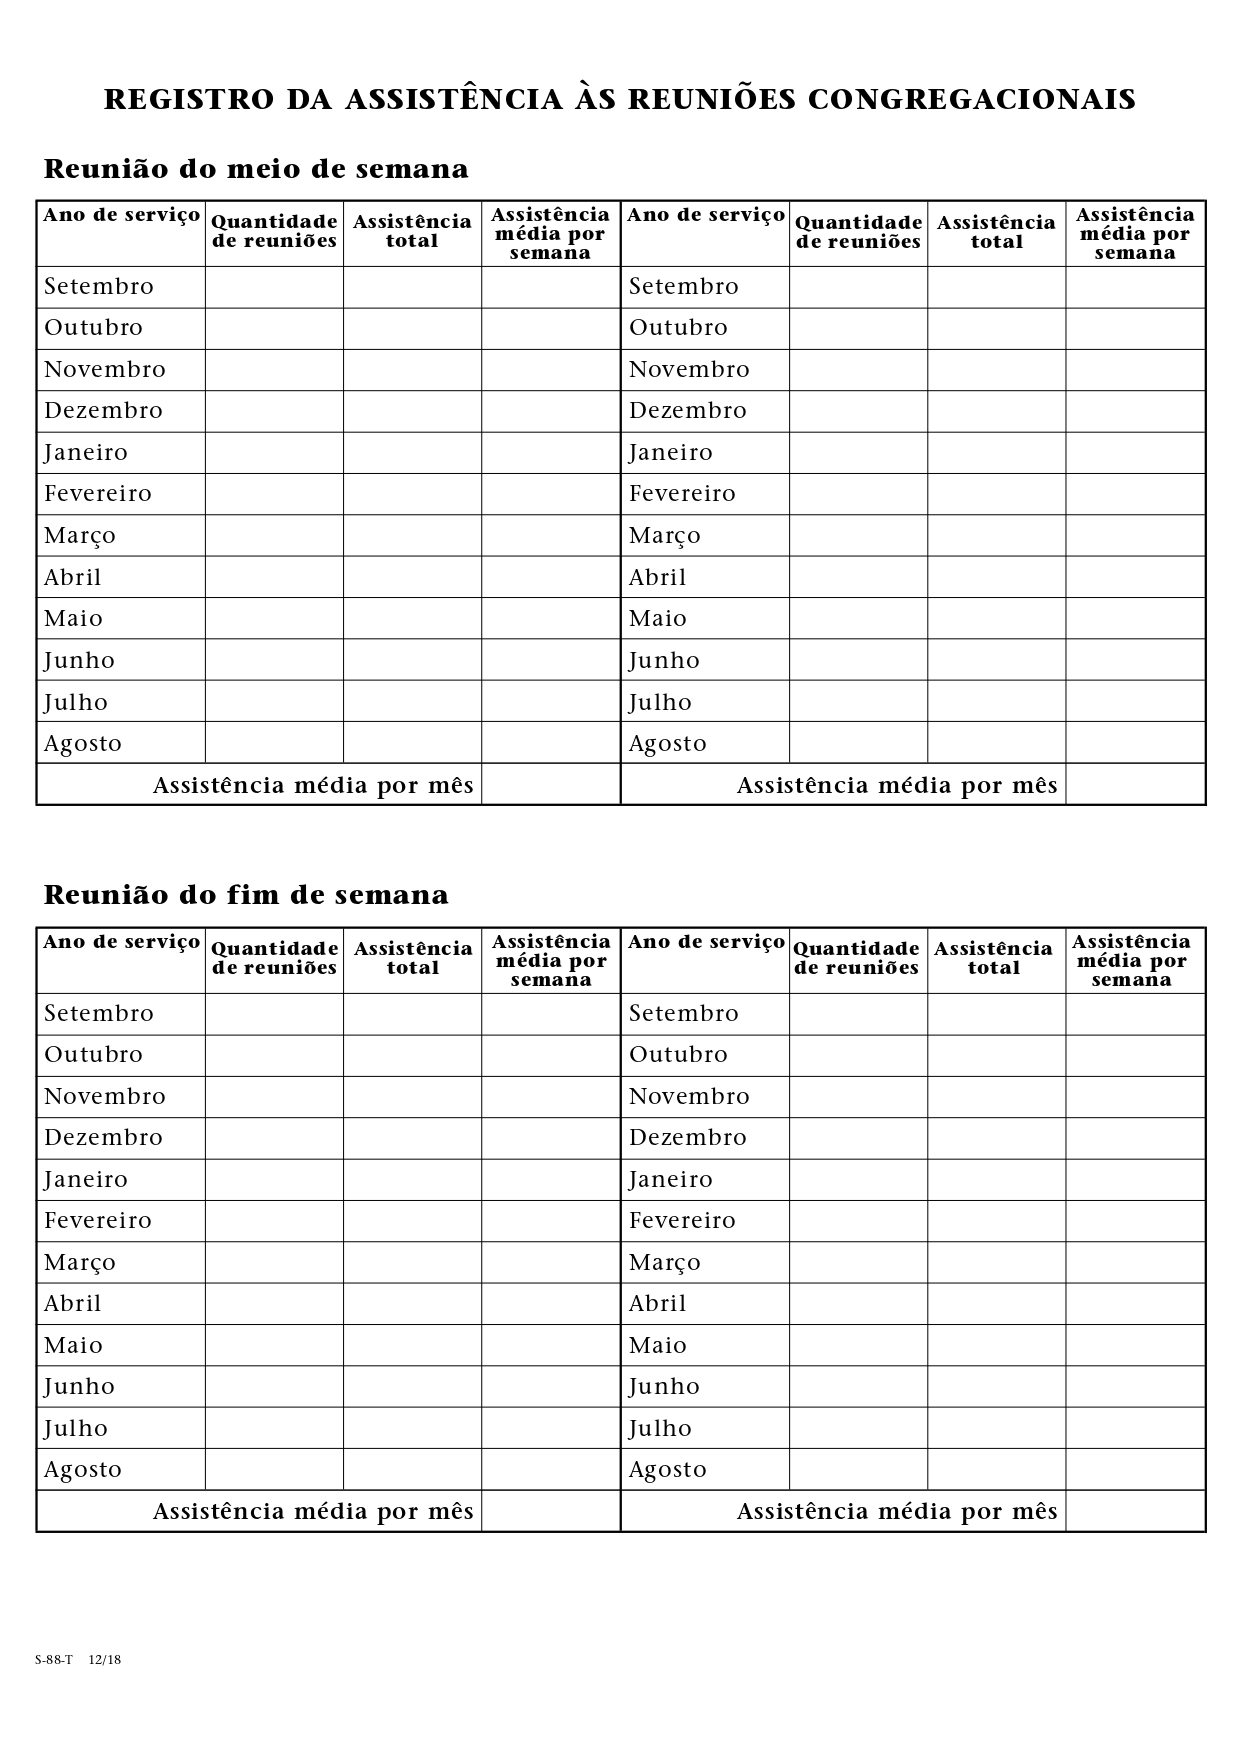 REGISTRO DA ASSISTÊNCIA ÀS REUNIÕES CONGREGACIONAIS
Reunião do meio de semana
Ano de serviço Quantidade de reuniões Assistência total Assistência média por semana Ano de serviço Quantidade de reuniões Assistência total Assistência média por semana
Setembro Setembro
Outubro Outubro
Novembro Novembro
Dezembro Dezembro
Janeiro Janeiro
Fevereiro Fevereiro
Março Março
Abril Abril
Maio Maio
Junho Junho
Julho Julho
Agosto Agosto
Assistência média por mês Assistência média por mês
Reunião do fim de semana
Ano de serviço Quantidade de reuniões Assistência total Assistência média por semana Ano de serviço Quantidade de reuniões Assistência total Assistência média por semana
Setembro Setembro
Outubro Outubro
Novembro Novembro
Dezembro Dezembro
Janeiro Janeiro
Fevereiro Fevereiro
Março Março
Abril Abril
Maio Maio
Junho Junho
Julho Julho
Agosto Agosto
Assistência média por mês Assistência média por mês
S-88-T 12/18